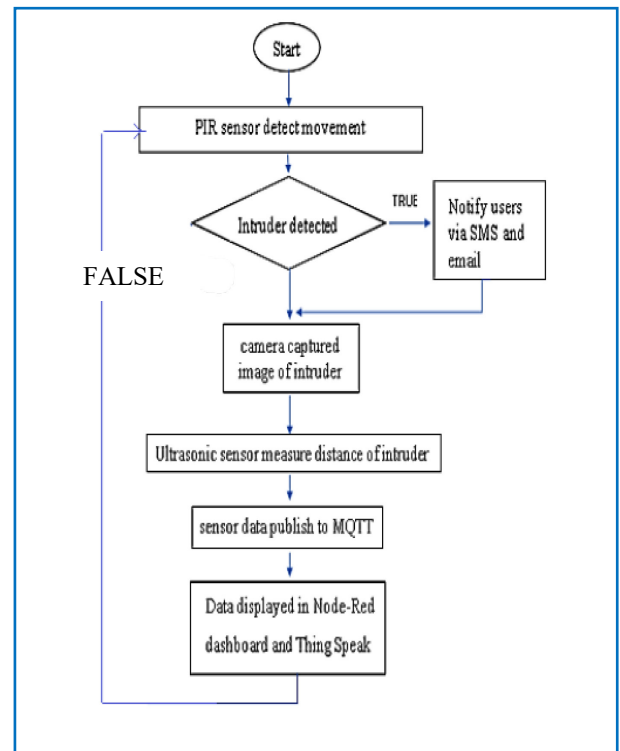 Start
PIR sensor detect movement
TRUE
Intruder detected
Notify users
via SMS and
email
FALSE
camera captured
image of intruder
Ultrasonic sensor measure distance of intruder
sensor data publish to MQTT
Data displayed in Node-Red
dashboard and Thing Speak